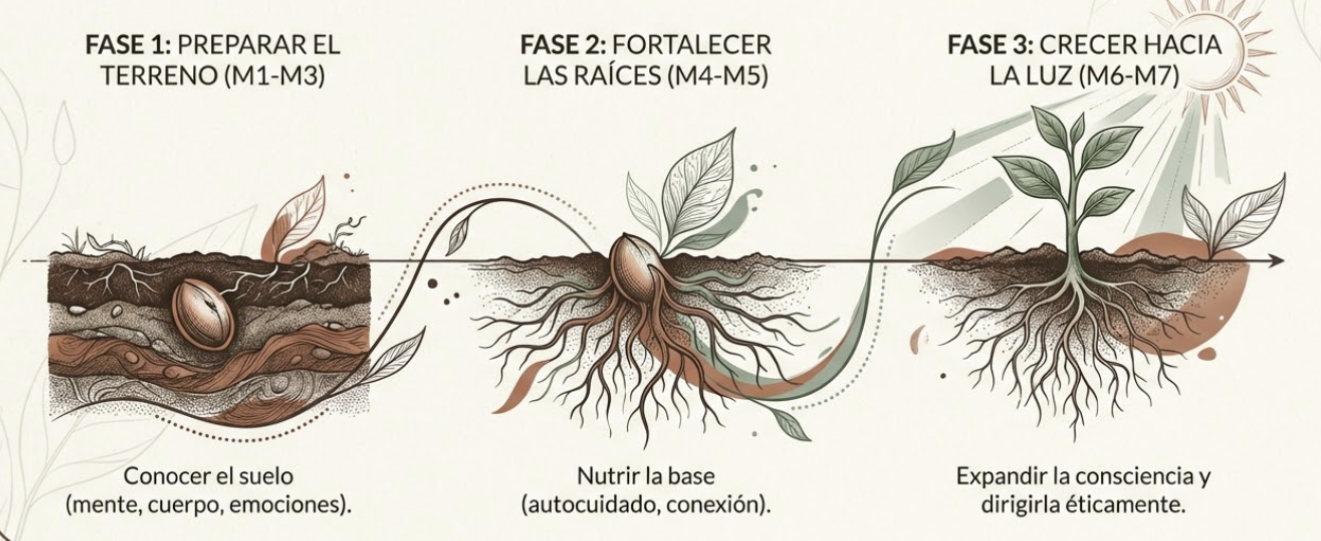 FASE 1: PREPARAR EL
TERRENO (M1-M3)
Conocer el suelo
(mente, cuerpo, emociones).
FASE 2: FORTALECER
LAS RAÍCES (M4-M5)
Nutrir la base
(autocuidado, conexión).
FASE 3: CRECER HACIA
LA LUZ (M6-M7)
Expandir la consciencia y
dirigirla éticamente.